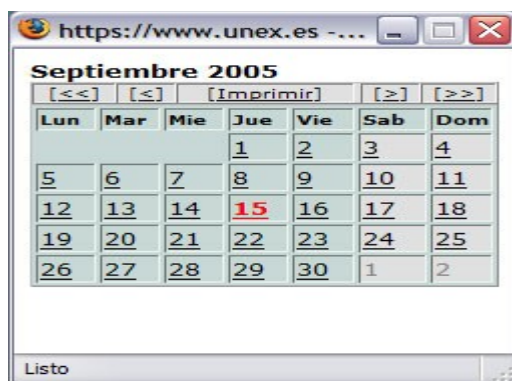 https://www.unex.es -...
Septiembre 2005
[<<] [<] [Imprimir] [>] [>>]
Lun Mar Mie Jue Vie Sab Dom
1 2 3 4
5 6 7 8 9 10 11
12 13 14 15 16 17 18
19 20 21 22 23 24 25
26 27 28 29 30 1 2
Listo